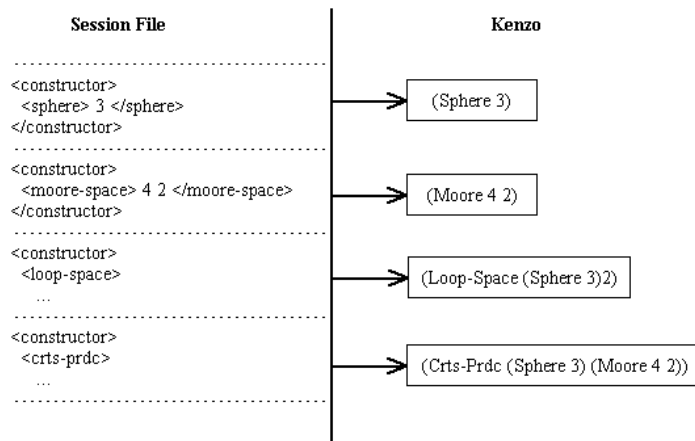 Session File
Kenzo
<constructor>
<sphere> 3 </sphere>
</constructor>
(Sphere 3)
<constructor>
<moore-space> 4 2 </moore-space>
</constructor>
(Moore 4 2)
<constructor>
<loop-space>
...
(Loop-Space (Sphere 3)2)
<constructor>
<crts-prdc>
...
(Crts-Prdc (Sphere 3) (Moore 4 2))